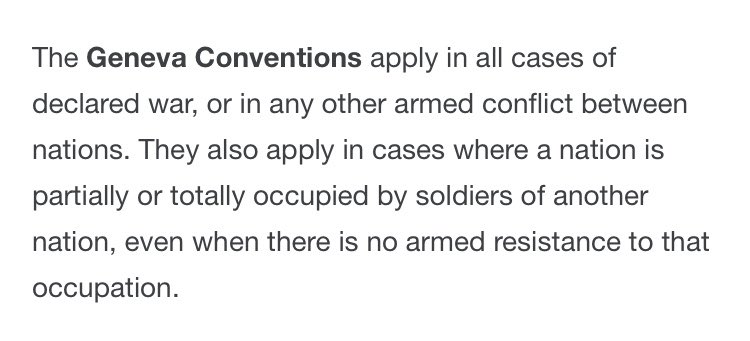 The Geneva Conventions apply in all cases of
declared war, or in any other armed conflict between
nations. They also apply in cases where a nation is
partially or totally occupied by soldiers of another
nation, even when there is no armed resistance to that
occupation.